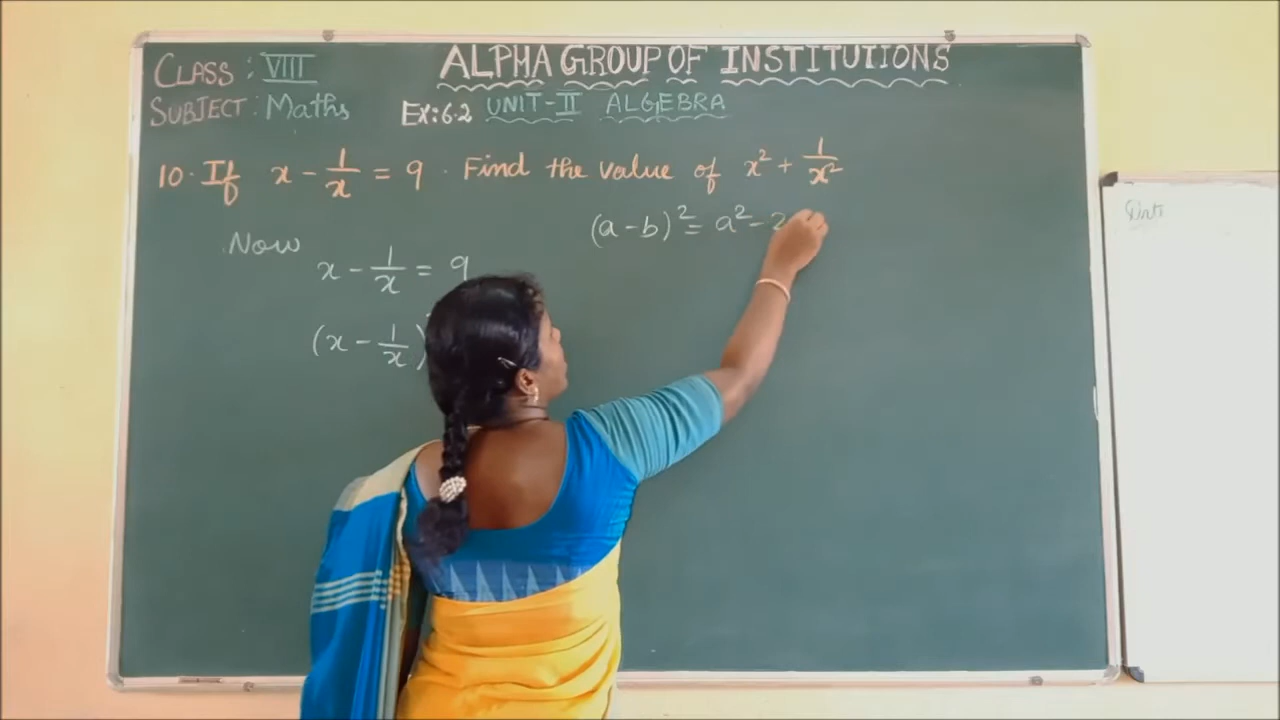 ALPHA GROUP OF INSTITUTIONS
CLASS : VIII
SUBJECT : Maths
Ex: 6.2 UNIT-II ALGEBRA
10. If x - 1/x = 9. Find the value of x² + 1/x²
(a - b)² = a² - 2
Now
x - 1/x = 9
(x - 1/x)